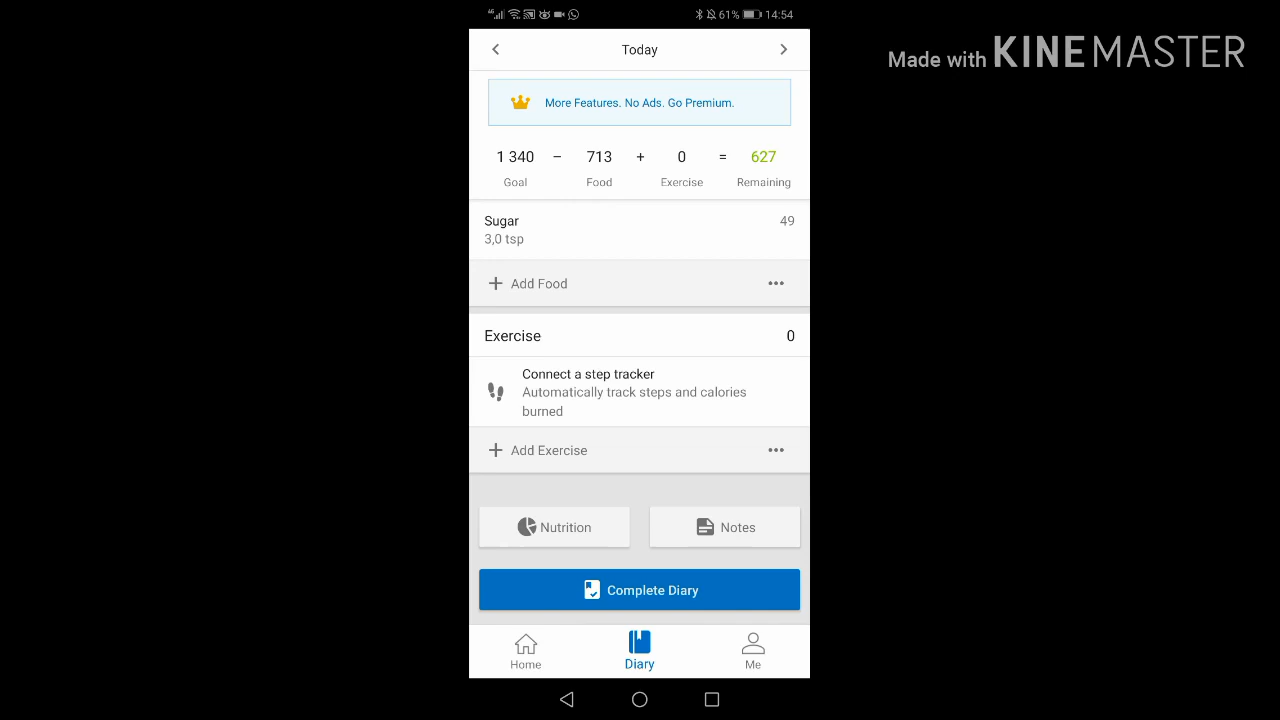 4G 61% 14:54
Made with KINEMASTER
Today
More Features. No Ads. Go Premium.
1 340 – 713 + 0 = 627
Goal Food Exercise Remaining
Sugar 49
3,0 tsp
+ Add Food •••
Exercise 0
Connect a step tracker
Automatically track steps and calories
burned
+ Add Exercise •••
Nutrition Notes
Complete Diary
Home Diary Me